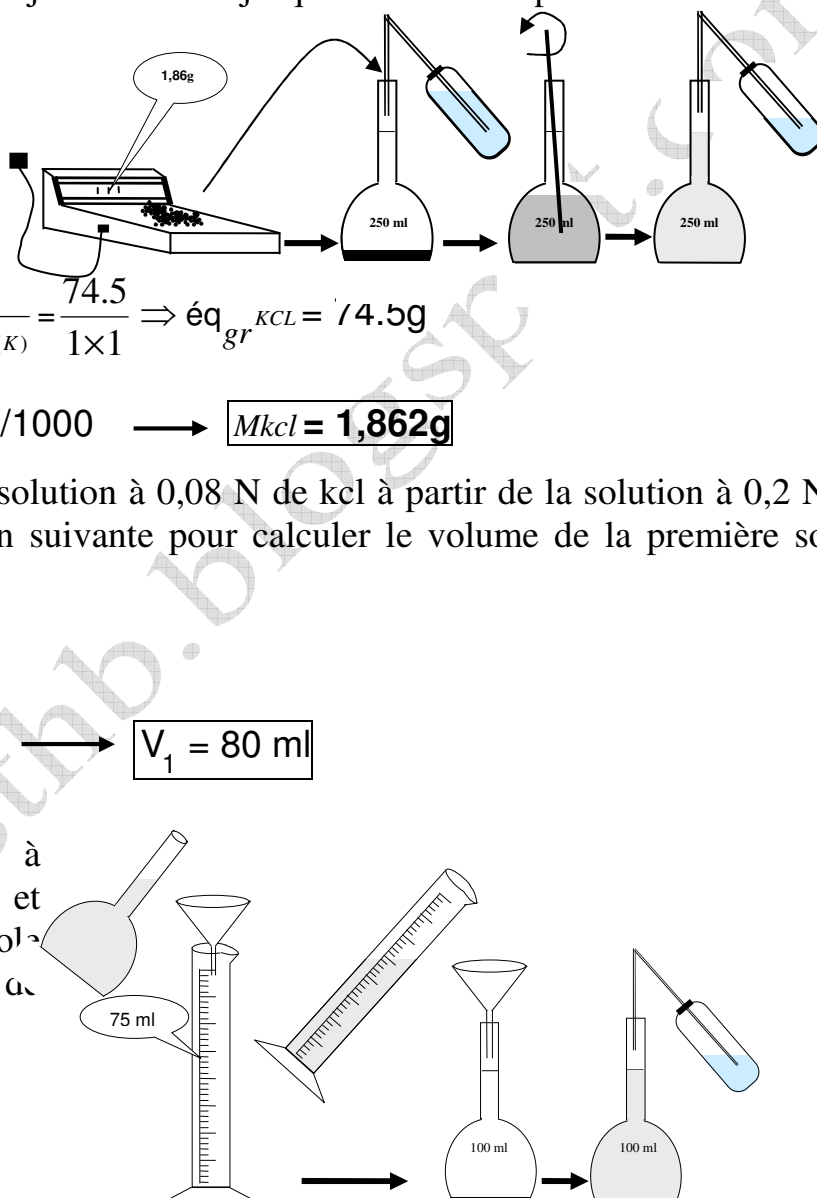 1,86g
250 ml
250 ml
250 ml
(K) = 74.5 / 1×1 ⇒ éq gr KCL = 74.5g
/1000 → Mkcl = 1,862g
solution à 0,08 N de kcl à partir de la solution à 0,2 N
suivante pour calculer le volume de la première
V1 = 80 ml
à
et
75 ml
100 ml
100 ml